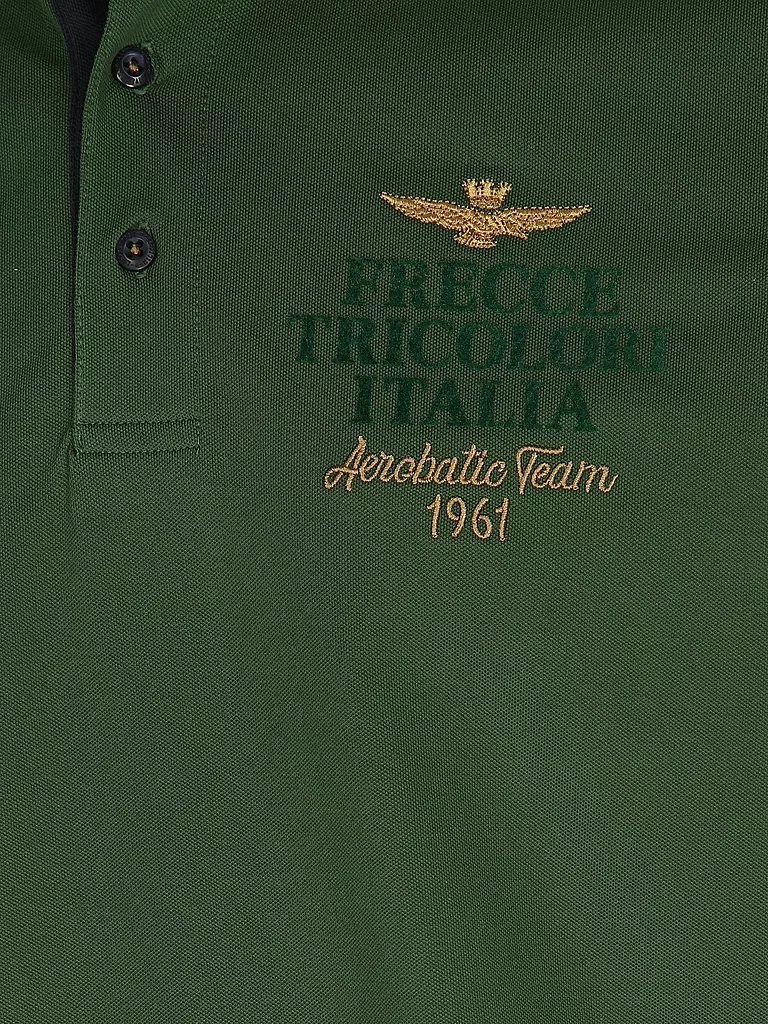 FRECCE
TRICOLORI
ITALIA
Aerobatic Team
1961